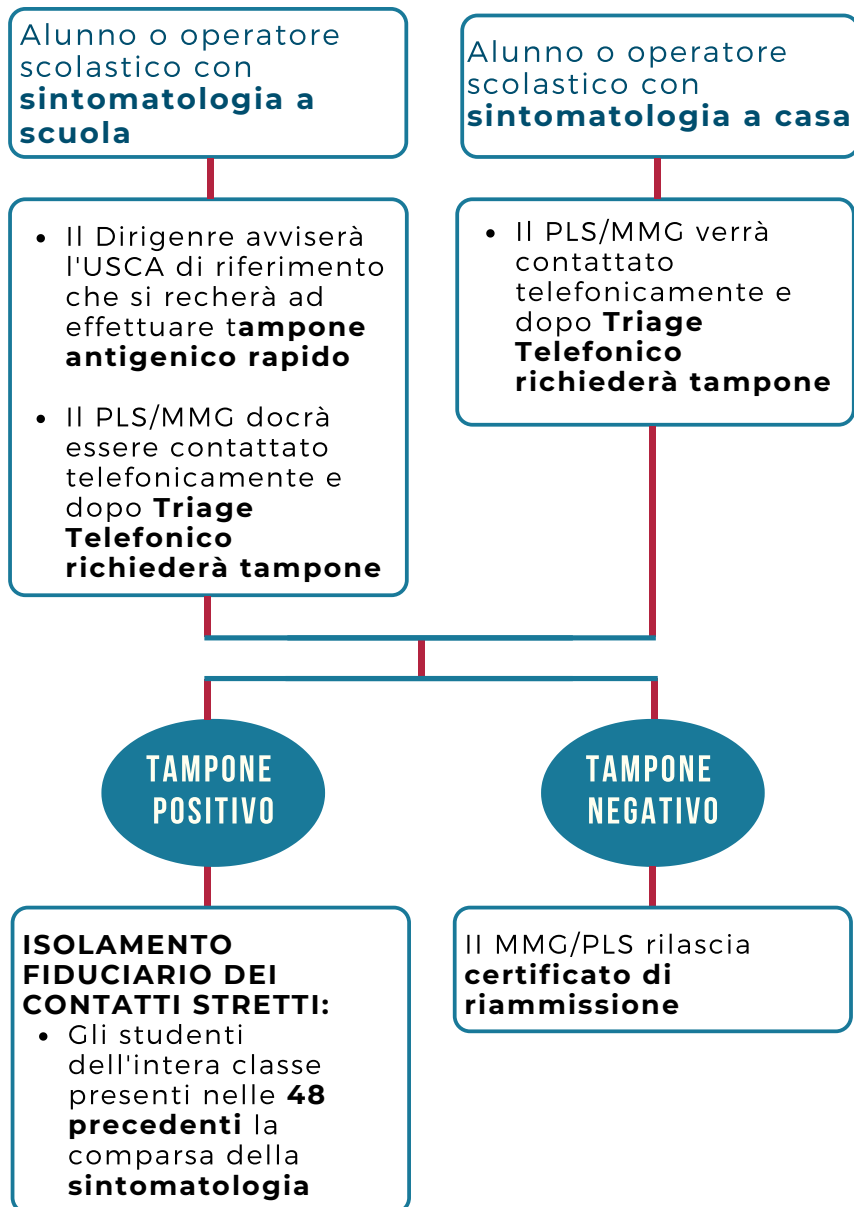 Alunno o operatore
scolastico con
sintomatologia a
scuola
Alunno o operatore
scolastico con
sintomatologia a casa
• Il Dirigenre avviserà
l'USCA di riferimento
che si recherà ad
effettuare tampone
antigenico rapido
• Il PLS/MMG docrà
essere contattato
telefonicamente e
dopo Triage
Telefonico
richiederà tampone
• Il PLS/MMG verrà
contattato
telefonicamente e
dopo Triage
Telefonico
richiederà tampone
TAMPONE
POSITIVO
TAMPONE
NEGATIVO
ISOLAMENTO
FIDUCIARIO DEI
CONTATTI STRETTI:
• Gli studenti
dell'intera classe
presenti nelle 48
precedenti la
comparsa della
sintomatologia
II MMG/PLS rilascia
certificato di
riammissione